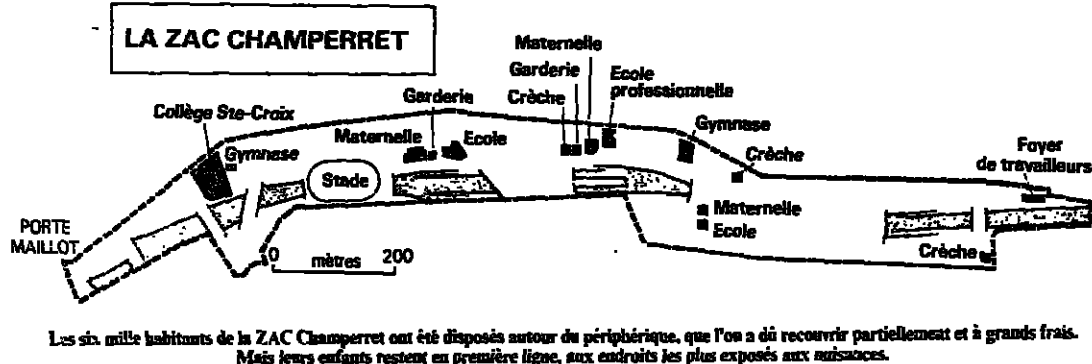 LA ZAC CHAMPERRET
Maternelle
Garderie
Crèche
Ecole
professionnelle
Garderie
Collège Ste-Croix
Maternelle
Ecole
Gymnase
Gymnase
Crèche
Foyer
de travailleurs
Stade
PORTE
MAILLOT
Maternelle
Ecole
Crèche
0 mètres 200
Les six mille habitants de la ZAC Champerret ont été disposés autour du périphérique, que l'on a dû recouvrir partiellement et à grands frais.
Mais leurs enfants restent en première ligne, aux endroits les plus exposés aux nuisances.